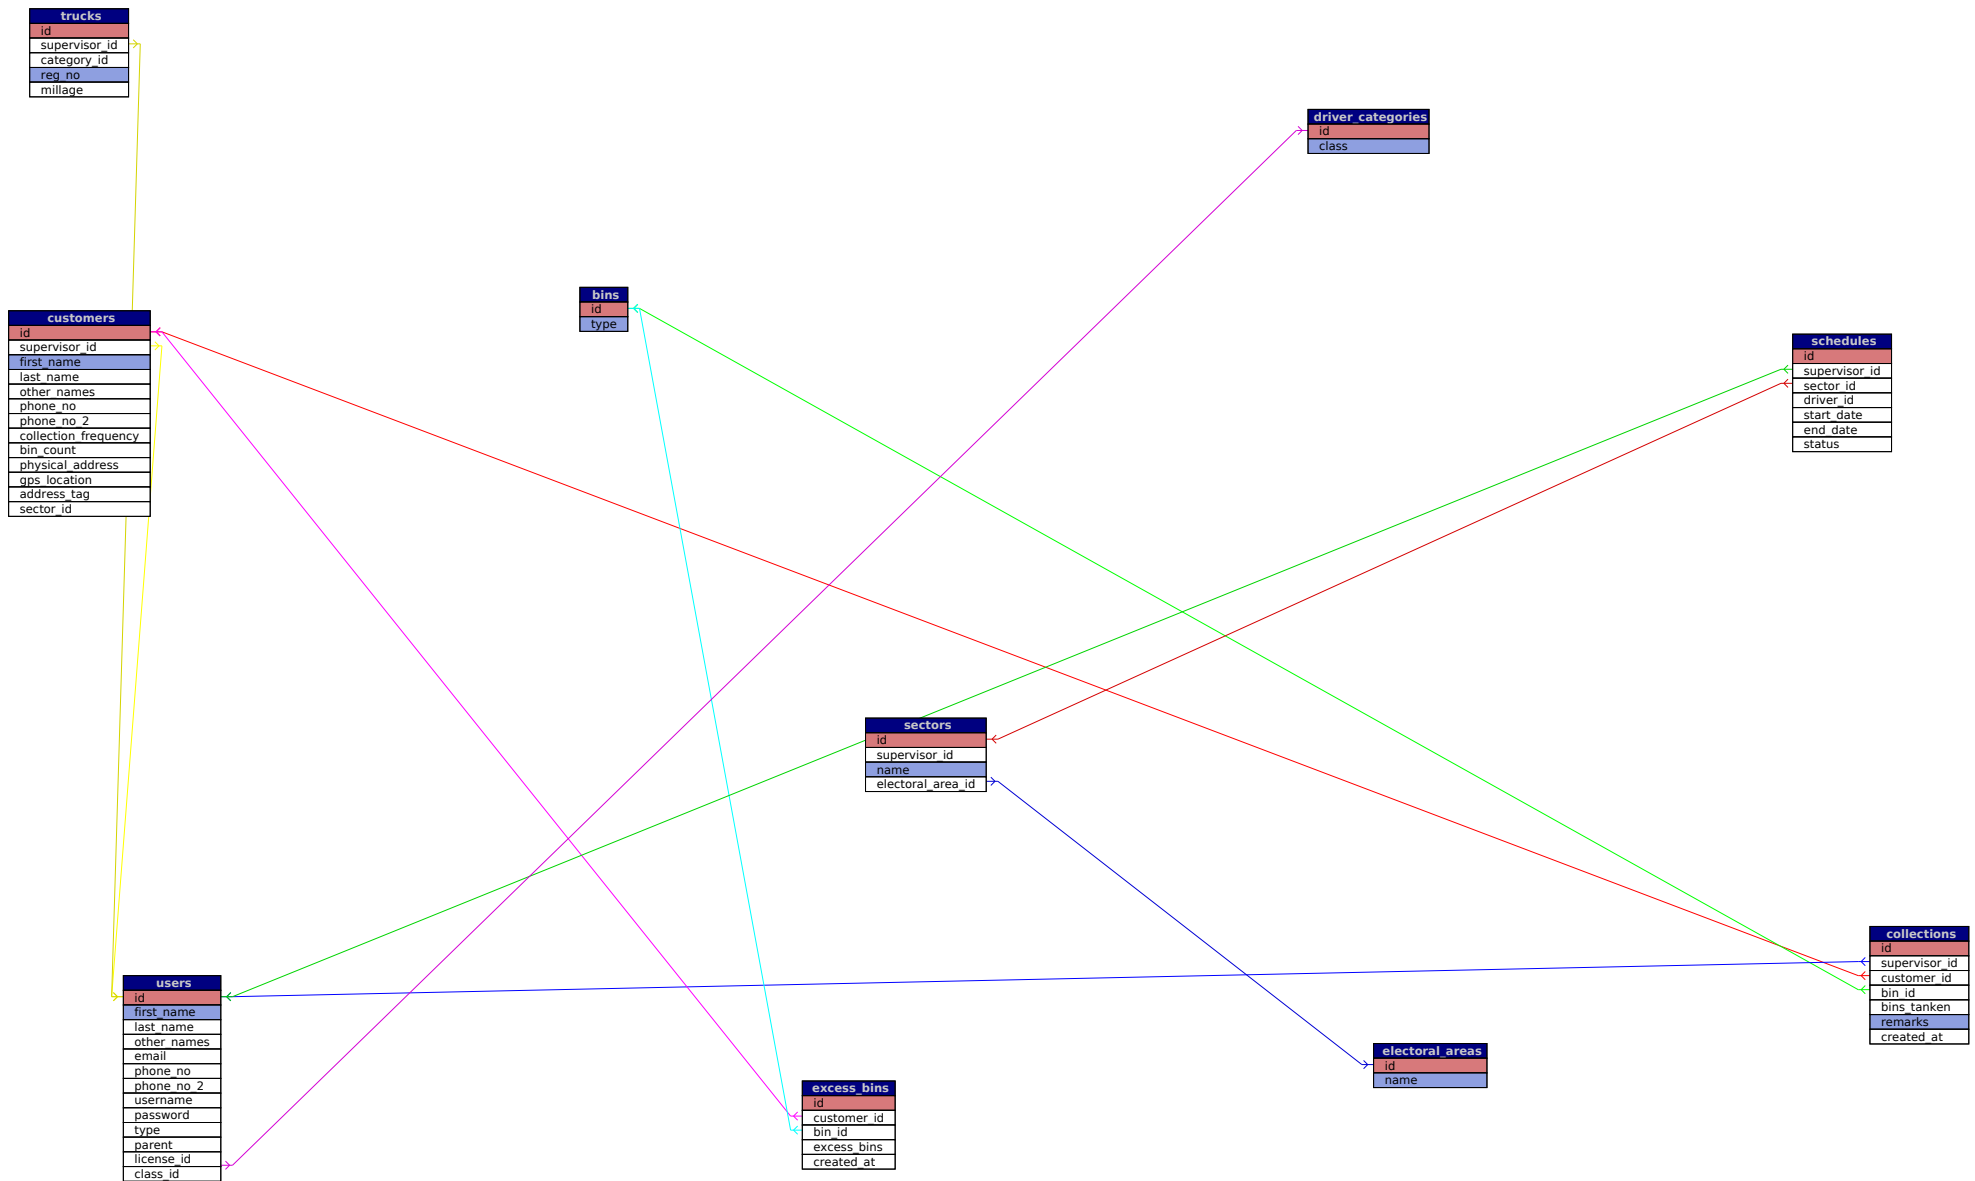 trucks
id
supervisor_id
category_id
reg_no
millage
driver_categories
id
class
bins
id
type
customers
id
supervisor_id
first_name
last_name
other_names
phone_no
phone_no_2
collection_frequency
bin_count
physical_address
gps_location
address_tag
sector_id
schedules
id
supervisor_id
sector_id
driver_id
start_date
end_date
status
sectors
id
supervisor_id
name
electoral_area_id
collections
id
supervisor_id
customer_id
bin_id
bins_tanken
remarks
created_at
users
id
first_name
last_name
other_names
email
phone_no
phone_no_2
username
password
type
parent
license_id
class_id
electoral_areas
id
name
excess_bins
id
customer_id
bin_id
excess_bins
created_at